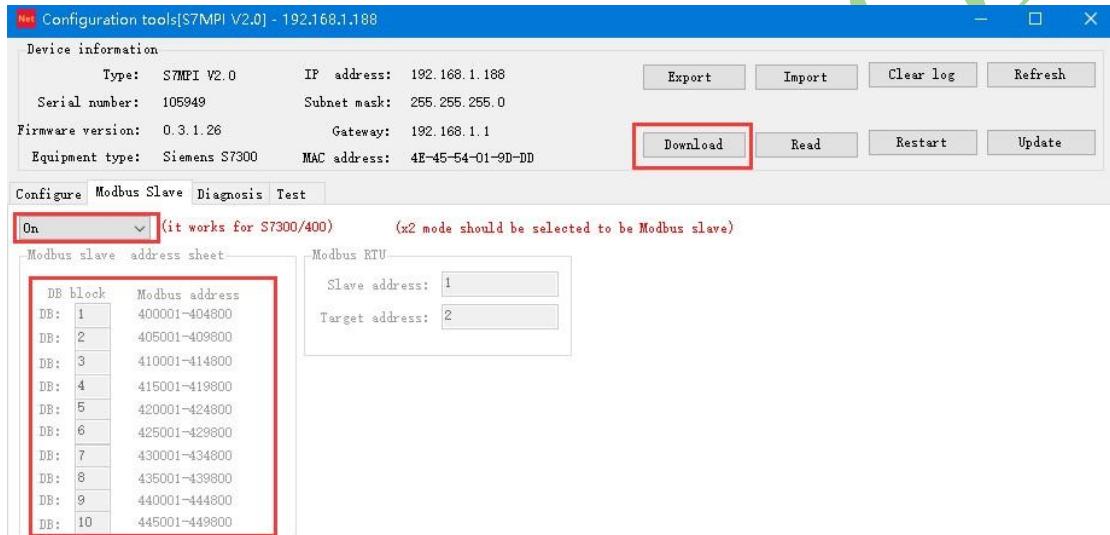 Net Configuration tools[S7MPI V2.0] - 192.168.1.188
Device information
Type: S7MPI V2.0 IP address: 192.168.1.188 Export Import Clear log Refresh
Serial number: 105949 Subnet mask: 255.255.255.0
Firmware version: 0.3.1.26 Gateway: 192.168.1.1 Download Read Restart Update
Equipment type: Siemens S7300 MAC address: 4E-45-54-01-9D-DD
Configure Modbus Slave Diagnosis Test
On (it works for S7300/400) (x2 mode should be selected to be Modbus slave)
Modbus slave address sheet Modbus RTU
Slave address: 1
DB block Modbus address
DB: 1 400001-404800 Target address: 2
DB: 2 405001-409800
DB: 3 410001-414800
DB: 4 415001-419800
DB: 5 420001-424800
DB: 6 425001-429800
DB: 7 430001-434800
DB: 8 435001-439800
DB: 9 440001-444800
DB: 10 445001-449800